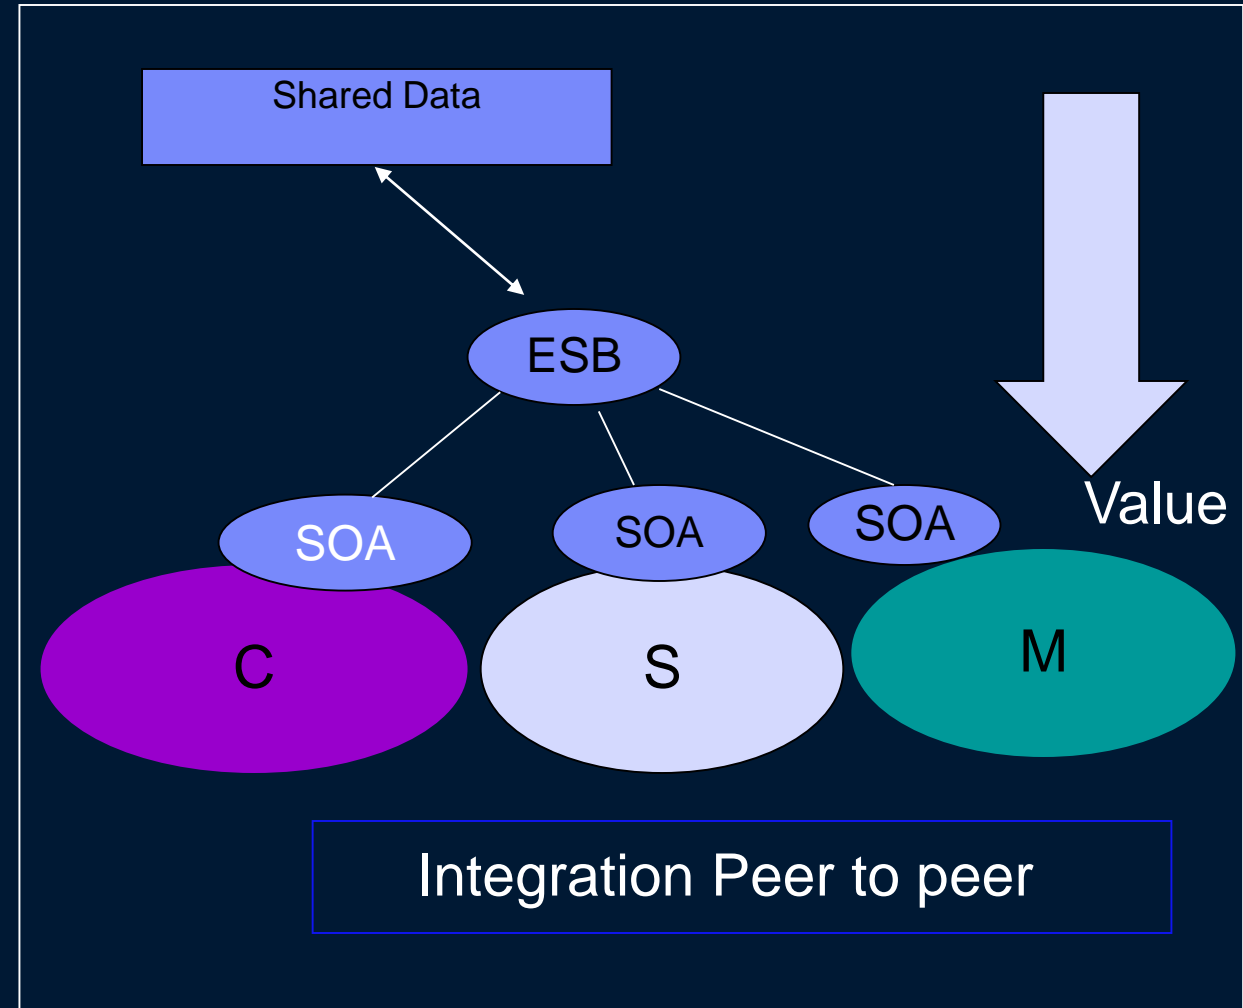 Shared Data
ESB
SOA
SOA
SOA
Value
C
S
M
Integration Peer to peer